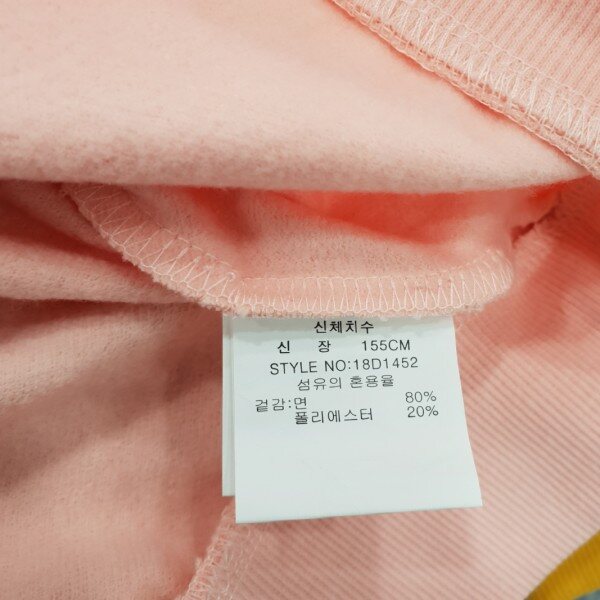 신체치수
신 장 155CM
STYLE NO:18D1452
섬유의 혼용율
겉감:면 80%
폴리에스터 20%